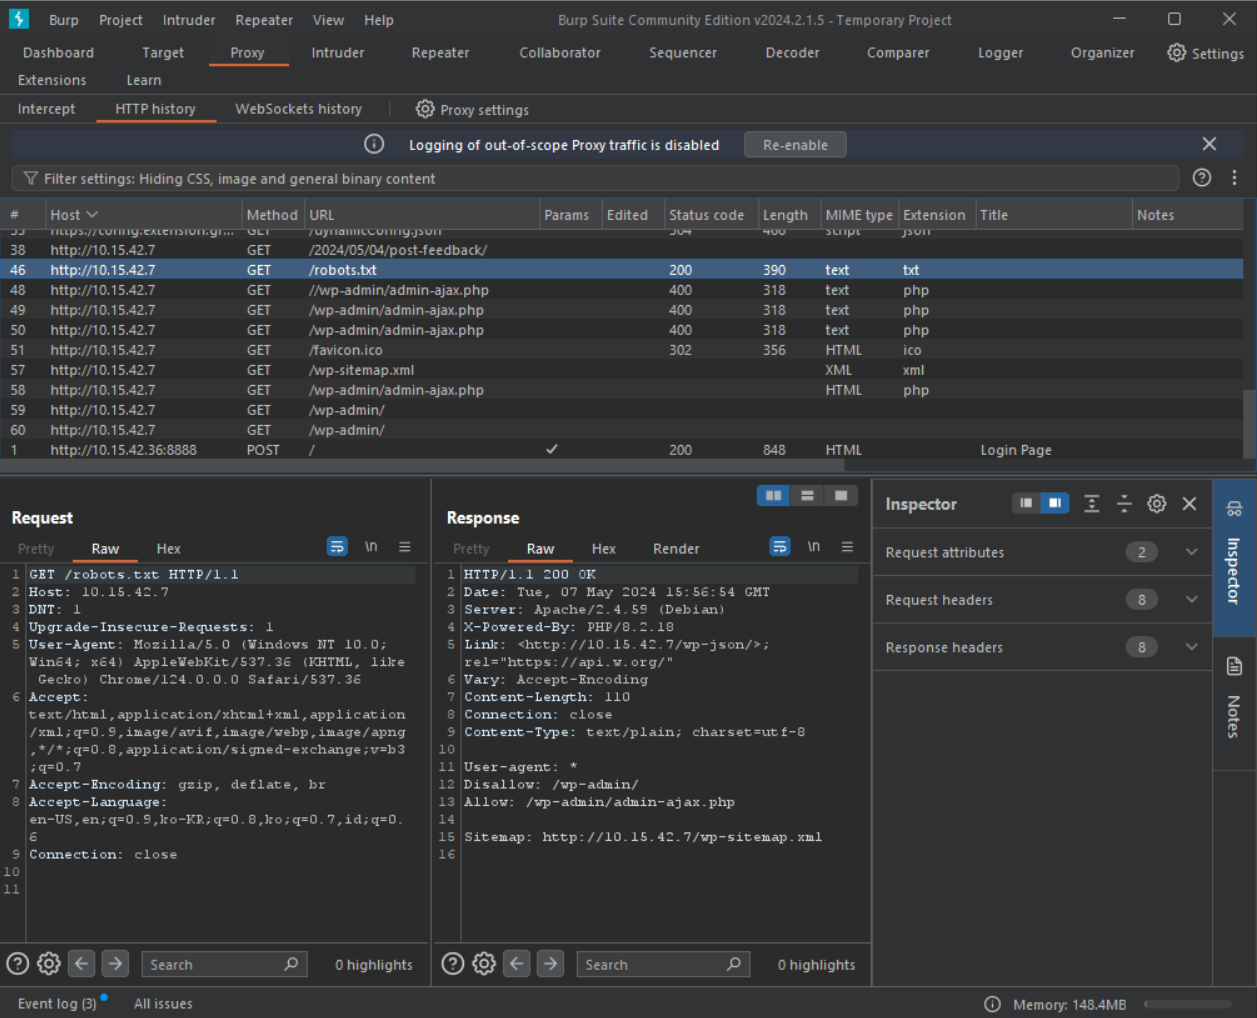 Burp Project Intruder Repeater View Help Burp Suite Community Edition v2024.2.1.5 - Temporary Project
Dashboard Target Proxy Intruder Repeater Collaborator Sequencer Decoder Comparer Logger Organizer Settings
Extensions Learn
Intercept HTTP history WebSockets history Proxy settings
Logging of out-of-scope Proxy traffic is disabled Re-enable
Filter settings: Hiding CSS, image and general binary content
# Host Method URL Params Edited Status code Length MIME type Extension Title Notes
35 https://config.extension.gr... GET /dynamicConfig.json 304 466 script json
38 http://10.15.42.7 GET /2024/05/04/post-feedback/
46 http://10.15.42.7 GET /robots.txt 200 390 text txt
48 http://10.15.42.7 GET //wp-admin/admin-ajax.php 400 318 text php
49 http://10.15.42.7 GET /wp-admin/admin-ajax.php 400 318 text php
50 http://10.15.42.7 GET /wp-admin/admin-ajax.php 400 318 text php
51 http://10.15.42.7 GET /favicon.ico 302 356 HTML ico
57 http://10.15.42.7 GET /wp-sitemap.xml XML xml
58 http://10.15.42.7 GET /wp-admin/admin-ajax.php HTML php
59 http://10.15.42.7 GET /wp-admin/
60 http://10.15.42.7 GET /wp-admin/
1 http://10.15.42.36:8888 POST / ✓ 200 848 HTML Login Page
Request
Pretty Raw Hex \n
1 GET /robots.txt HTTP/1.1
2 Host: 10.15.42.7
3 DNT: 1
4 Upgrade-Insecure-Requests: 1
5 User-Agent: Mozilla/5.0 (Windows NT 10.0;
Win64; x64) AppleWebKit/537.36 (KHTML, like
Gecko) Chrome/124.0.0.0 Safari/537.36
6 Accept:
text/html,application/xhtml+xml,application
/xml;q=0.9,image/avif,image/webp,image/apng
,*/*;q=0.8,application/signed-exchange;v=b3
;q=0.7
7 Accept-Encoding: gzip, deflate, br
8 Accept-Language:
en-US,en;q=0.9,ko-KR;q=0.8,ko;q=0.7,id;q=0.
6
9 Connection: close
10
11
Search 0 highlights
Response
Pretty Raw Hex Render \n
1 HTTP/1.1 200 OK
2 Date: Tue, 07 May 2024 15:56:54 GMT
3 Server: Apache/2.4.59 (Debian)
4 X-Powered-By: PHP/8.2.18
5 Link: <http://10.15.42.7/wp-json/>;
rel="https://api.w.org/"
6 Vary: Accept-Encoding
7 Content-Length: 110
8 Connection: close
9 Content-Type: text/plain; charset=utf-8
10
11 User-agent: *
12 Disallow: /wp-admin/
13 Allow: /wp-admin/admin-ajax.php
14
15 Sitemap: http://10.15.42.7/wp-sitemap.xml
16
Search 0 highlights
Inspector
Request attributes 2
Request headers 8
Response headers 8
Inspector
Notes
Event log (3) All issues Memory: 148.4MB